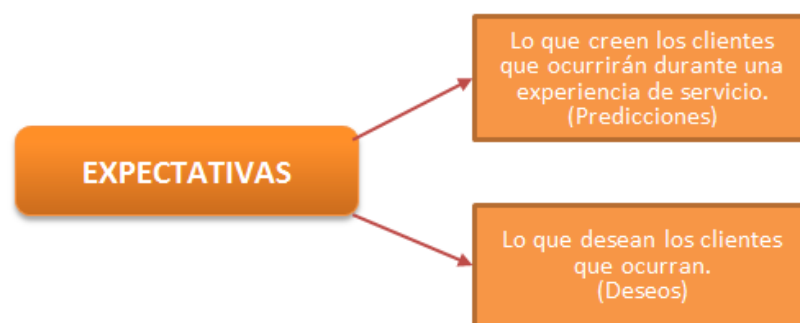 Lo que creen los clientes
que ocurrirán durante una
experiencia de servicio.
(Predicciones)
EXPECTATIVAS
Lo que desean los clientes
que ocurran.
(Deseos)